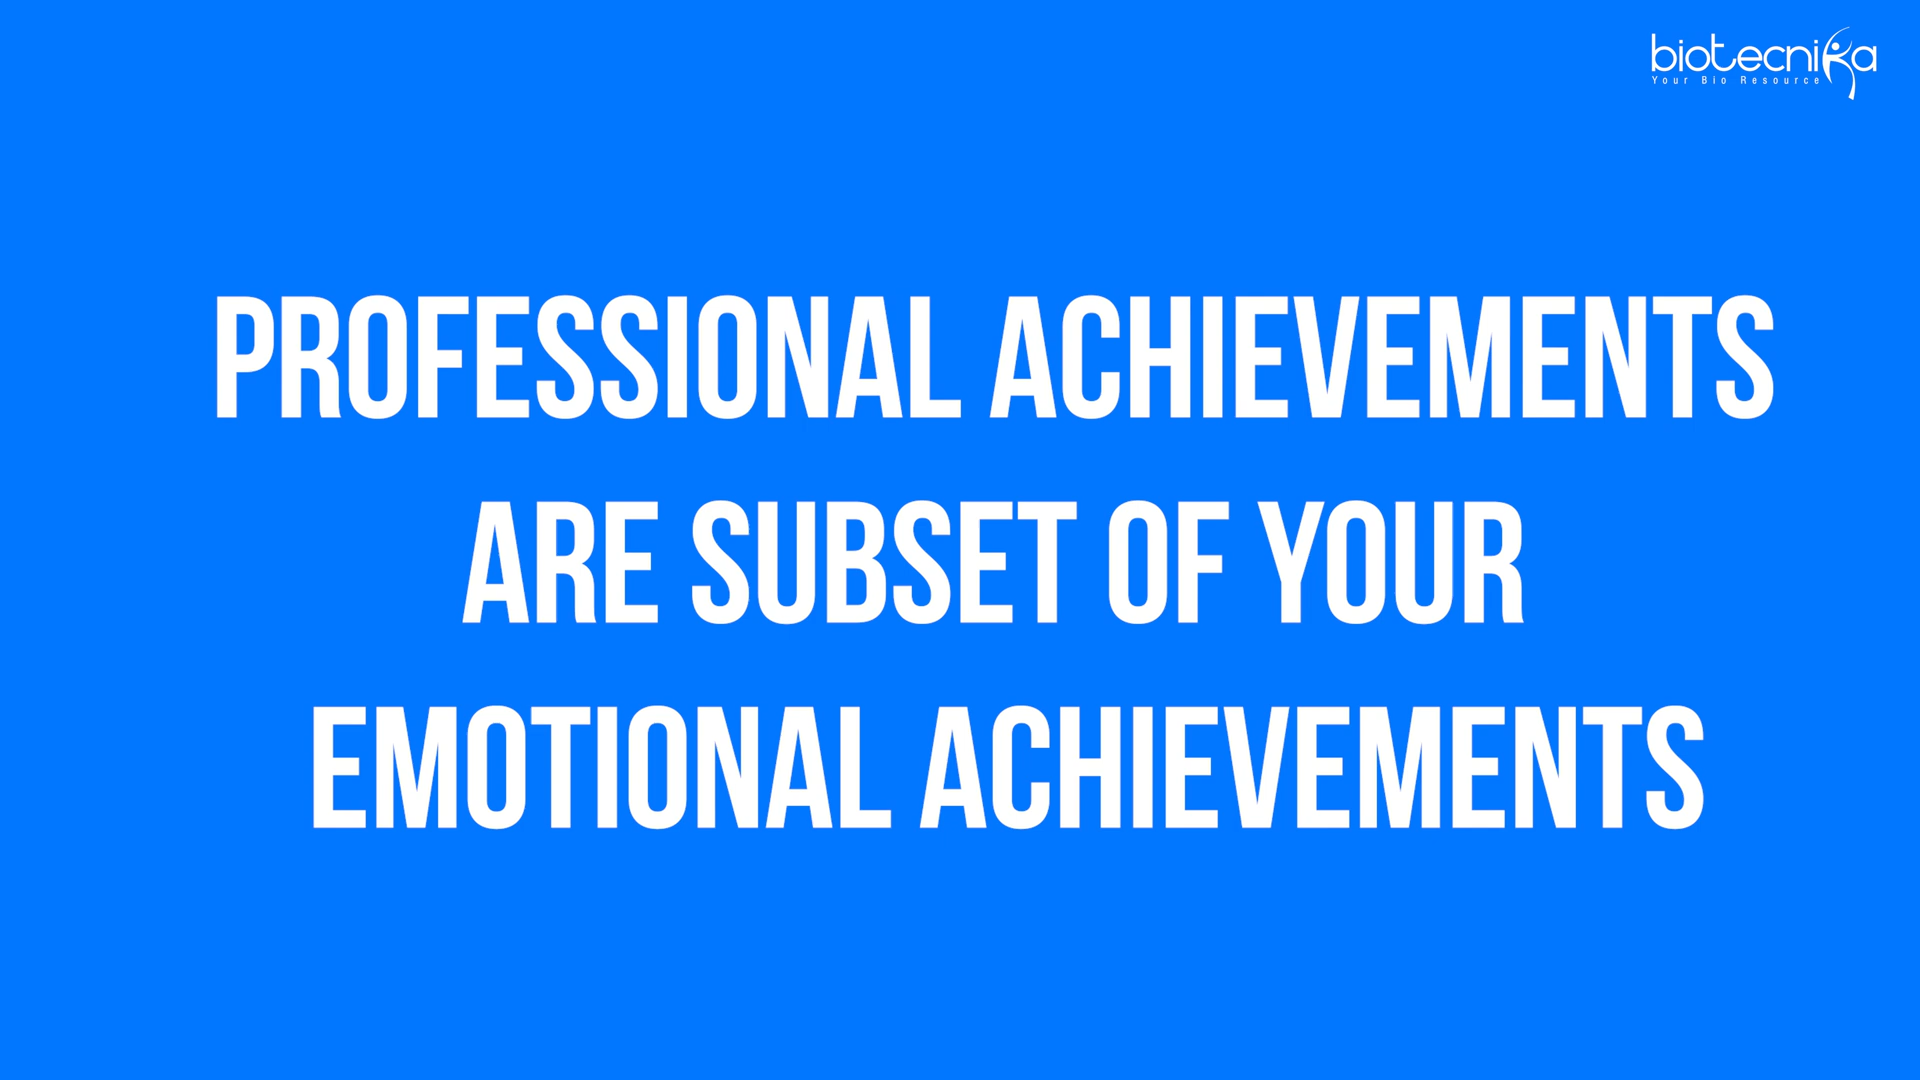 biotecnika
Your Bio Resource
PROFESSIONAL ACHIEVEMENTS
ARE SUBSET OF YOUR
EMOTIONAL ACHIEVEMENTS